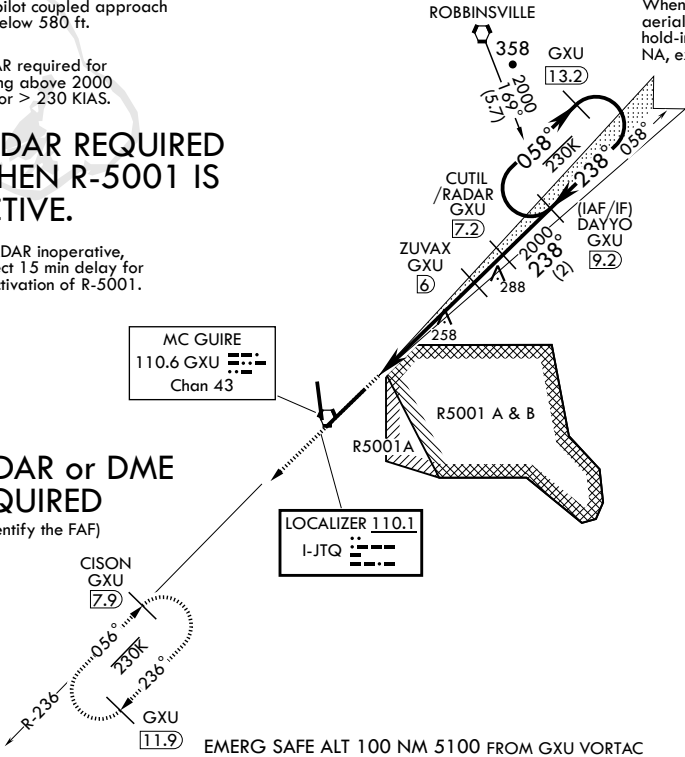 pilot coupled approach
elow 580 ft.
AR required for
ng above 2000
or > 230 KIAS.
DAR REQUIRED
HEN R-5001 IS
CTIVE.
DAR inoperative,
ect 15 min delay for
ctivation of R-5001.
ROBBINSVILLE
358
2000
169°
(5.7)
GXU
13.2
When
aerial
hold-in
NA, ex
058°
230K
238°
058°
CUTIL
/RADAR
GXU
7.2
(IAF/IF)
DAYYO
GXU
9.2
2000
238°
(2)
ZUVAX
GXU
6
288
258
MC GUIRE
110.6 GXU
Chan 43
R5001 A & B
R5001A
DAR or DME
QUIRED
entify the FAF)
LOCALIZER 110.1
I-JTQ
CISON
GXU
7.9
056°
230K
236°
R-236
GXU
11.9
EMERG SAFE ALT 100 NM 5100 FROM GXU VORTAC